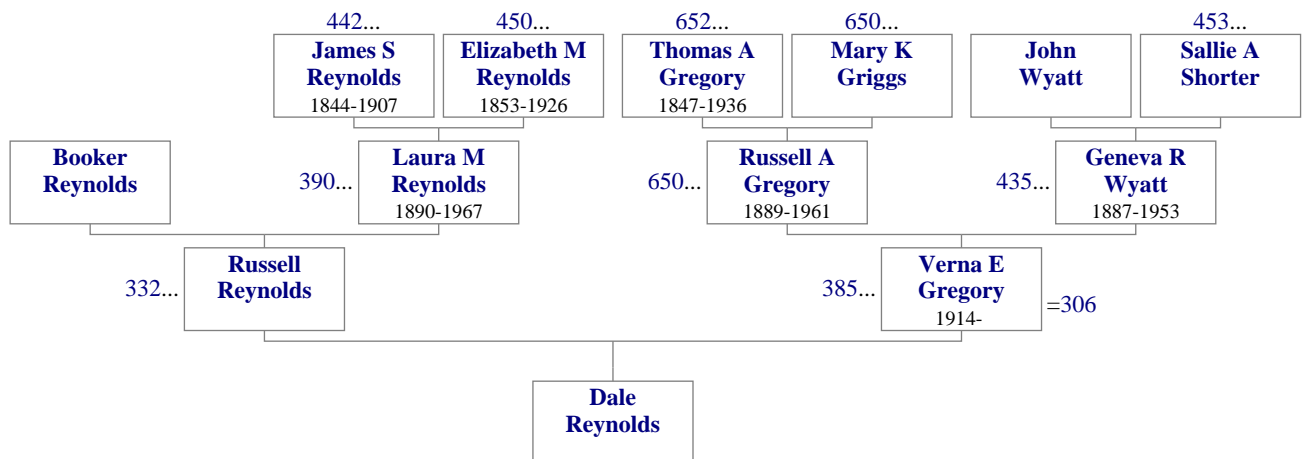 442... 450... 652... 650... 453...
James S Elizabeth M Thomas A Mary K John Sallie A
Reynolds Reynolds Gregory Griggs Wyatt Shorter
1844-1907 1853-1926 1847-1936
Booker Laura M Russell A Geneva R
Reynolds 390... Reynolds 650... Gregory 435... Wyatt
1890-1967 1889-1961 1887-1953
Russell Verna E
332... Reynolds 385... Gregory =306
1914-
Dale
Reynolds